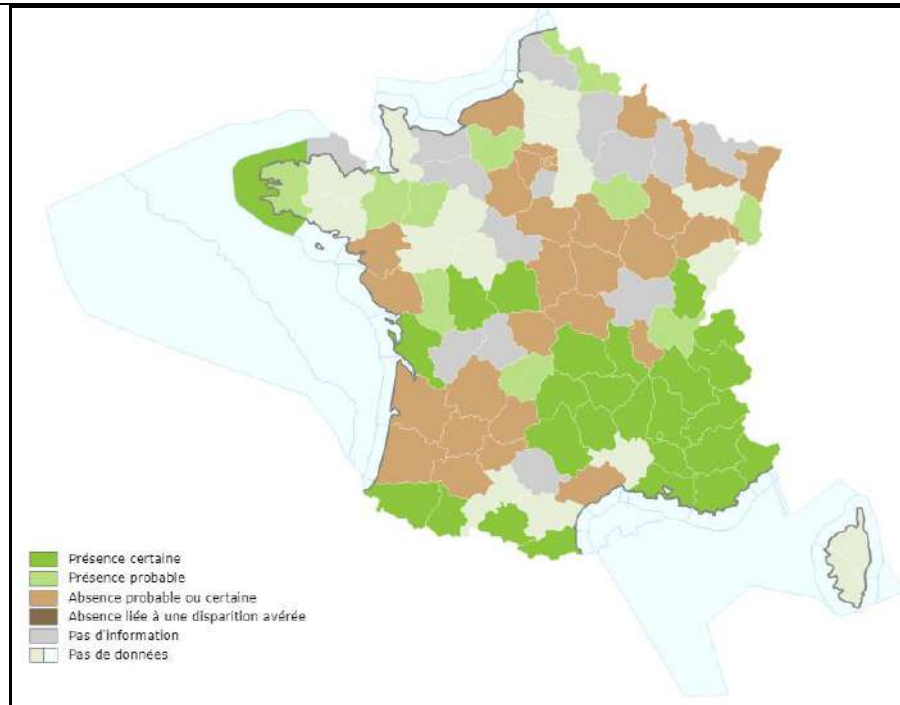 Présence certaine
Présence probable
Absence probable ou certaine
Absence liée à une disparition avérée
Pas d'information
Pas de données